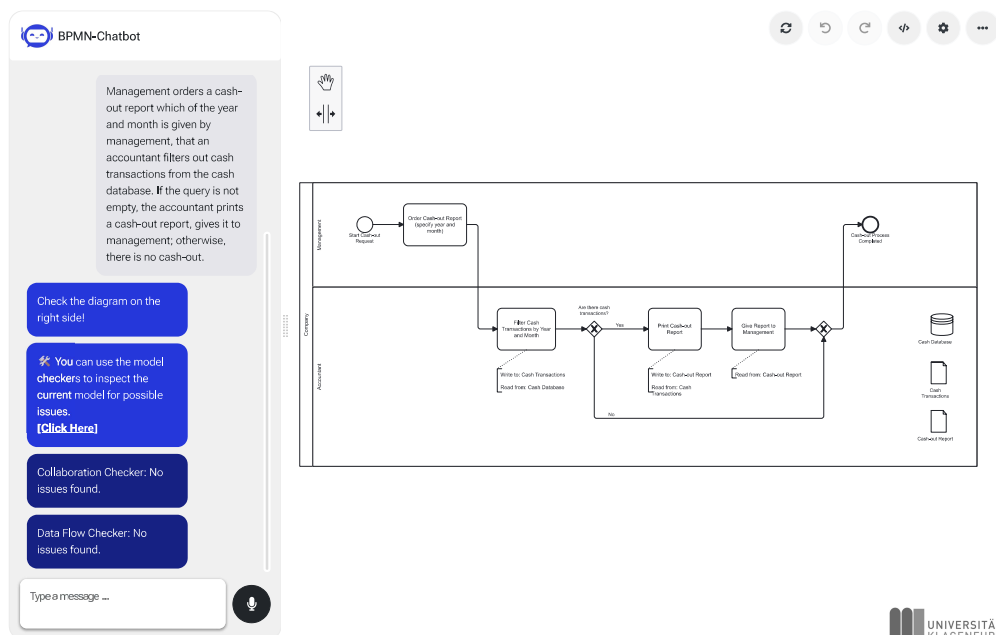 BPMN-Chatbot
Management orders a cash-
out report which of the year
and month is given by
management, that an
accountant filters out cash
transactions from the cash
database. If the query is not
empty, the accountant prints
a cash-out report, gives it to
management; otherwise,
there is no cash-out.
Check the diagram on the
right side!
🛠 You can use the model
checkers to inspect the
current model for possible
issues.
[Click Here]
Collaboration Checker: No
issues found.
Data Flow Checker: No
issues found.
Type a message ...
Company
Management
Start Cash-out
Request
Order Cash-out Report
(specify year and
month)
Cash-out Process
Completed
Accountant
Filter Cash
Transactions by Year
and Month
Write to: Cash Transactions
Read from: Cash Database
Are there cash
transactions?
Yes
No
Print Cash-out
Report
Write to: Cash-out Report
Read from: Cash
Transactions
Give Report to
Management
Read from: Cash-out Report
Cash Database
Cash
Transactions
Cash-out Report
UNIVERSITÄ